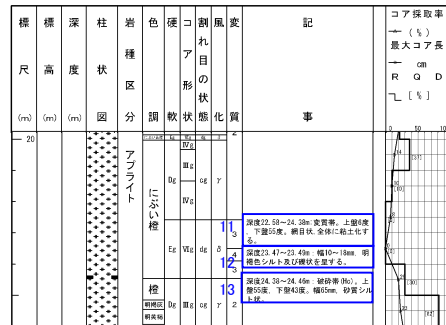 標 標 深 柱 岩 色 硬 コ 割 風 変 記 コア採取率
ア れ (%)
種 目 最大コア長
尺 高 度 状 区 形 の cm
状 R Q D
(m) (m) (m) 図 分 調 軟 状 態 化 質 事 [%]
0 50 100
20
アプライト
にぶい橙
Ⅳg
Ⅲg
Dg cg γ
Ⅳg
11
深度22.58～24.38m:変質帯。上盤6度
、下盤55度。網目状、全体に粘土化す
る。
3
Eg Ⅵg dg δ
4
12
深度23.47～23.49m:幅10～18mm、明
褐色シルト及び礫状を呈する。
3
13
深度24.38～24.46m:破砕帯(Hc)。上
盤55度、下盤43度。幅65mm、砂質シル
ト状。
橙
明褐灰
明黄褐
Dg Ⅲg cg γ 2